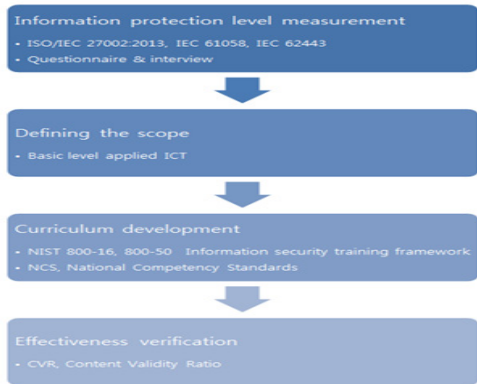 Information protection level measurement
• ISO/IEC 27002:2013, IEC 61058, IEC 62443
• Questionnaire & interview
Defining the scope
• Basic level applied ICT
Curriculum development
• NIST 800-16, 800-50 Information security training framework
• NCS, National Competency Standards
Effectiveness verification
• CVR, Content Validity Ratio